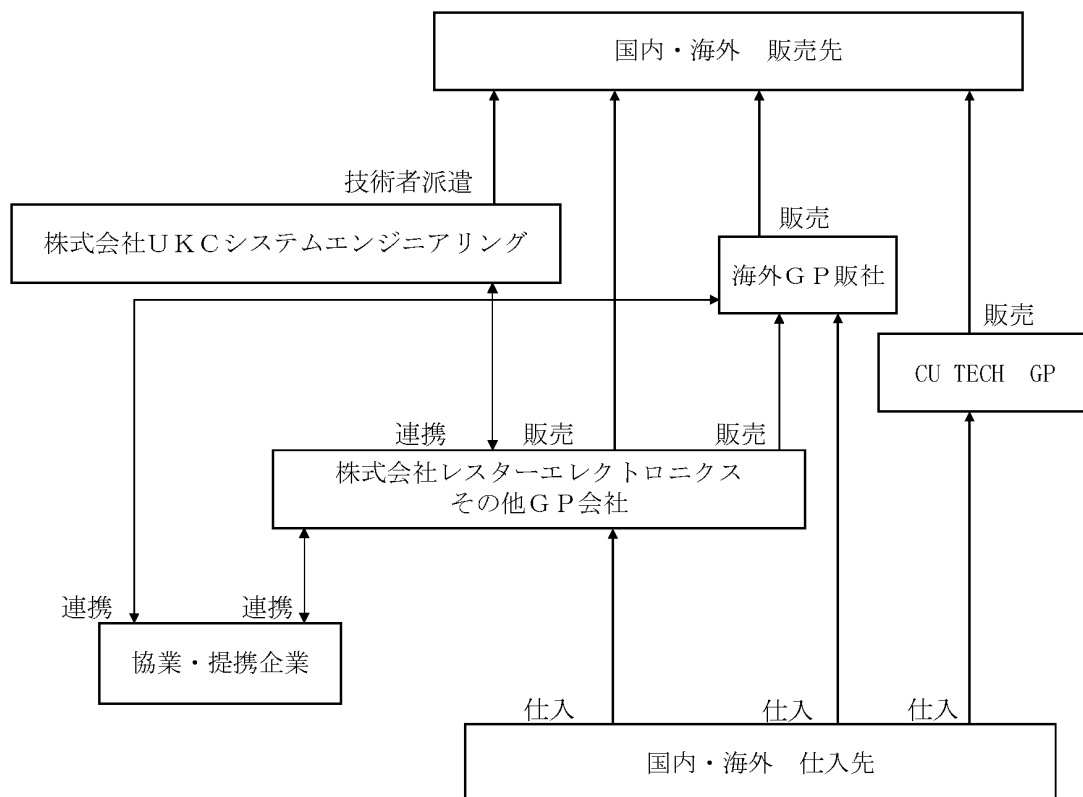 国内・海外　販売先
技術者派遣
株式会社ＵＫＣシステムエンジニアリング
販売
海外ＧＰ販社
販売
CU TECH　GP
連携
販売
販売
株式会社レスターエレクトロニクス
その他ＧＰ会社
連携
連携
協業・提携企業
仕入
仕入
仕入
国内・海外　仕入先